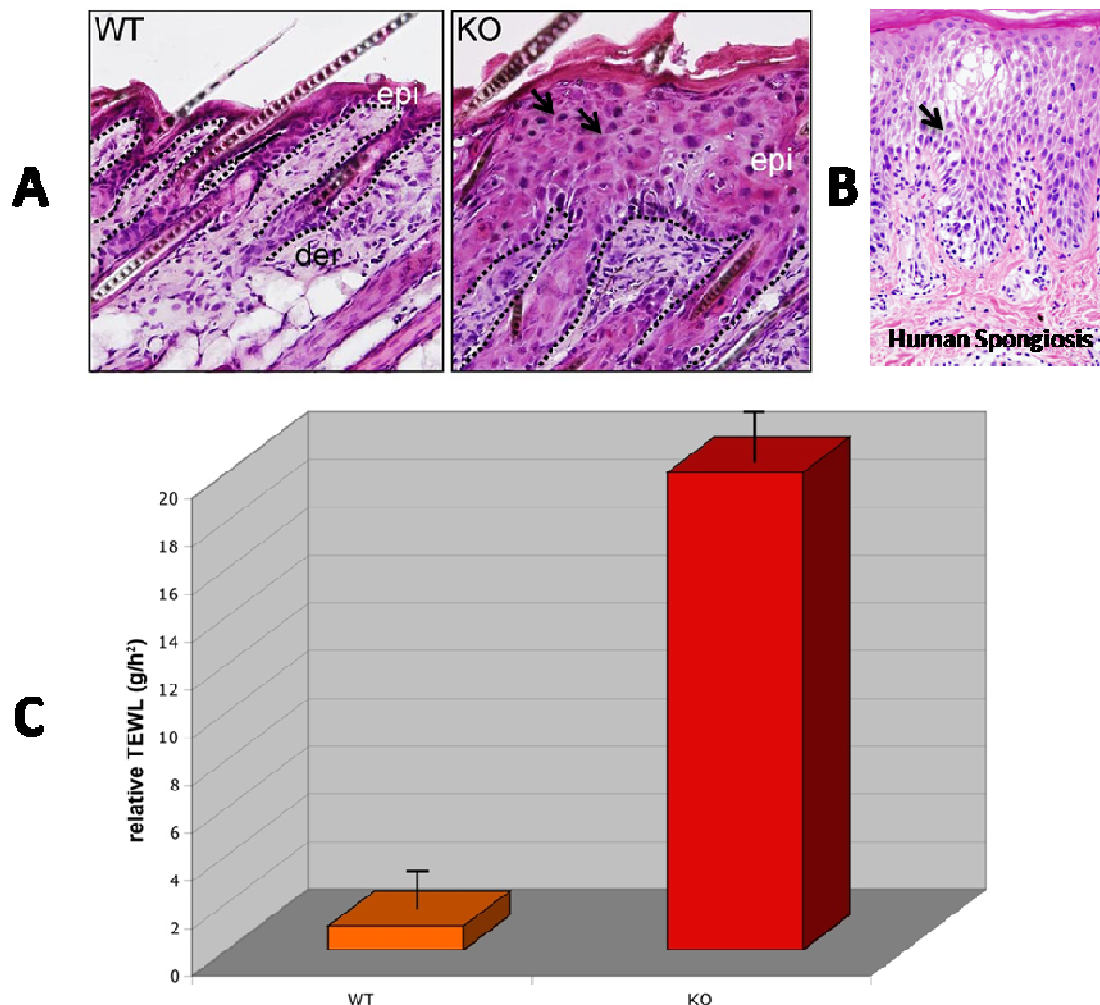 A
WT
epi
der
KO
epi
B
Human Spongiosis
C
relative TEWL (g/h²)
20
18
16
14
12
10
8
6
4
2
0
WT
KO